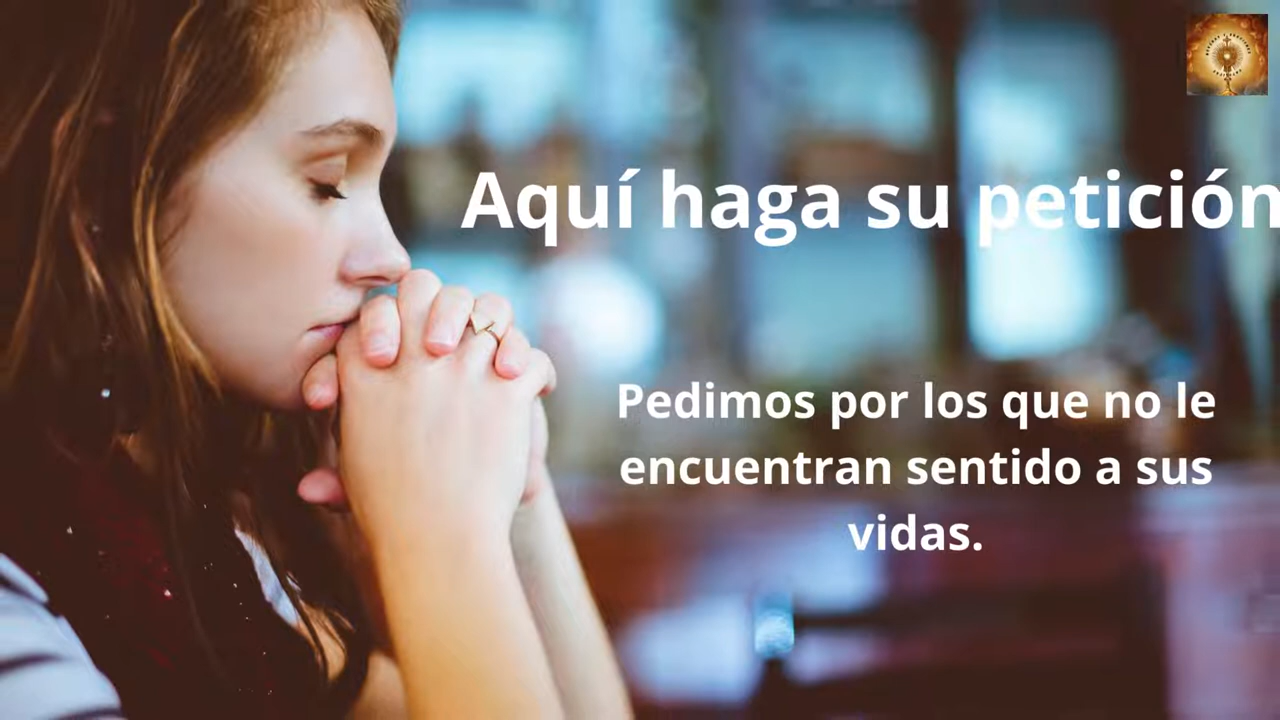 Aquí haga su petición
Pedimos por los que no le
encuentran sentido a sus
vidas.